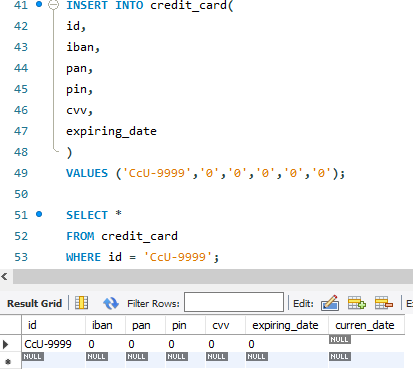 41 INSERT INTO credit_card(
42 id,
43 iban,
44 pan,
45 pin,
46 cvv,
47 expiring_date
48 )
49 VALUES ('CcU-9999','0','0','0','0','0');
50
51 SELECT *
52 FROM credit_card
53 WHERE id = 'CcU-9999';
Result Grid Filter Rows: Edit:
id iban pan pin cvv expiring_date curren_date
CcU-9999 0 0 0 0 0 NULL
NULL NULL NULL NULL NULL NULL NULL